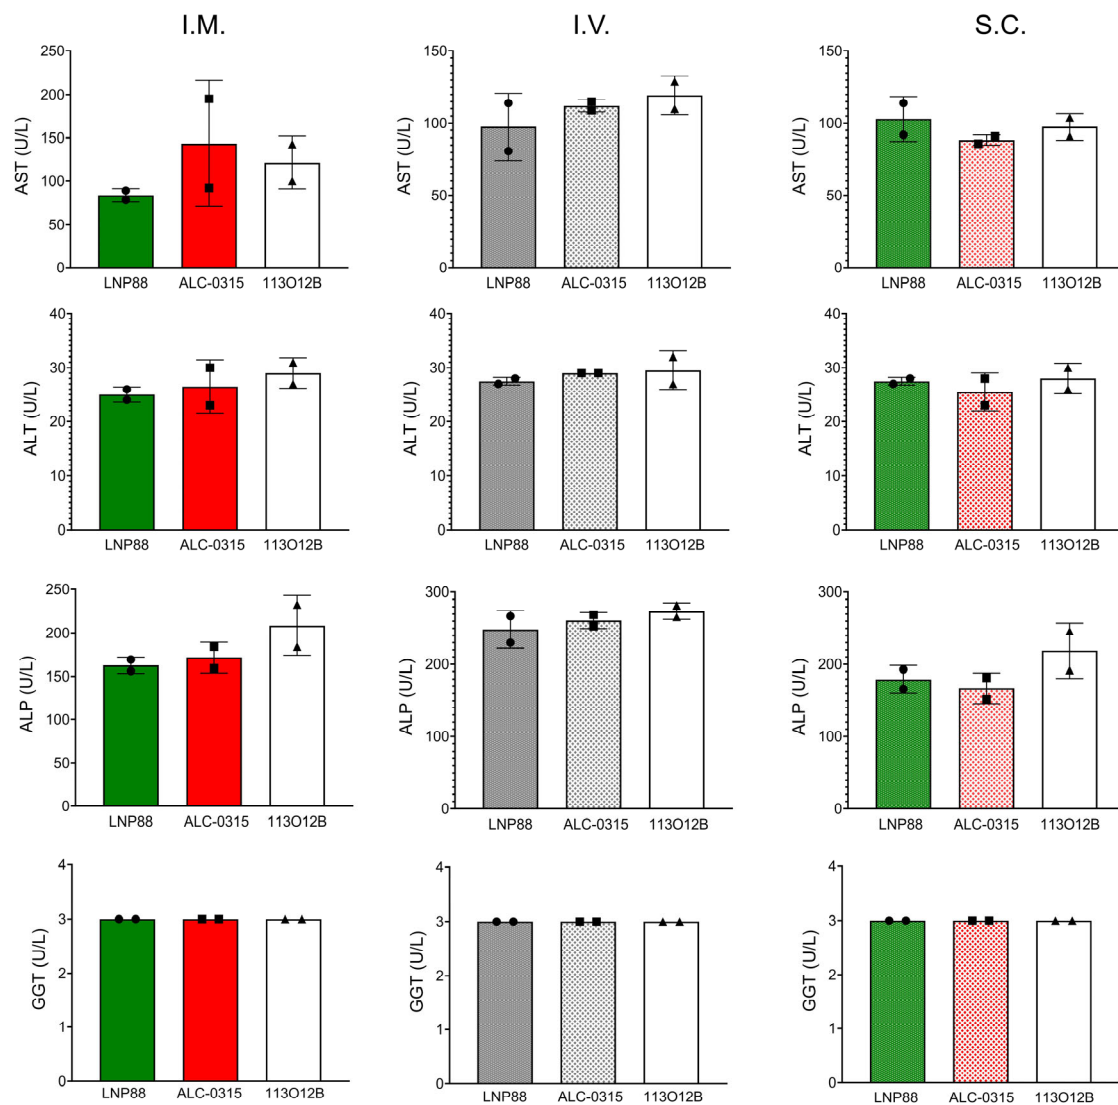 I.M. I.V. S.C.
250 150 150
200
AST (U/L) AST (U/L) AST (U/L)
150 100 100
100 50 50
50
0 0 0
LNP88 ALC-0315 113O12B LNP88 ALC-0315 113O12B LNP88 ALC-0315 113O12B
40 40 40
30 30 30
ALT (U/L) ALT (U/L) ALT (U/L)
20 20 20
10 10 10
0 0 0
LNP88 ALC-0315 113O12B LNP88 ALC-0315 113O12B LNP88 ALC-0315 113O12B
250 300 300
200 200 200
ALP (U/L) ALP (U/L) ALP (U/L)
150
100 100 100
50
0 0 0
LNP88 ALC-0315 113O12B LNP88 ALC-0315 113O12B LNP88 ALC-0315 113O12B
4 4 4
3 3 3
GGT (U/L) GGT (U/L) GGT (U/L)
2 2 2
1 1 1
0 0 0
LNP88 ALC-0315 113O12B LNP88 ALC-0315 113O12B LNP88 ALC-0315 113O12B